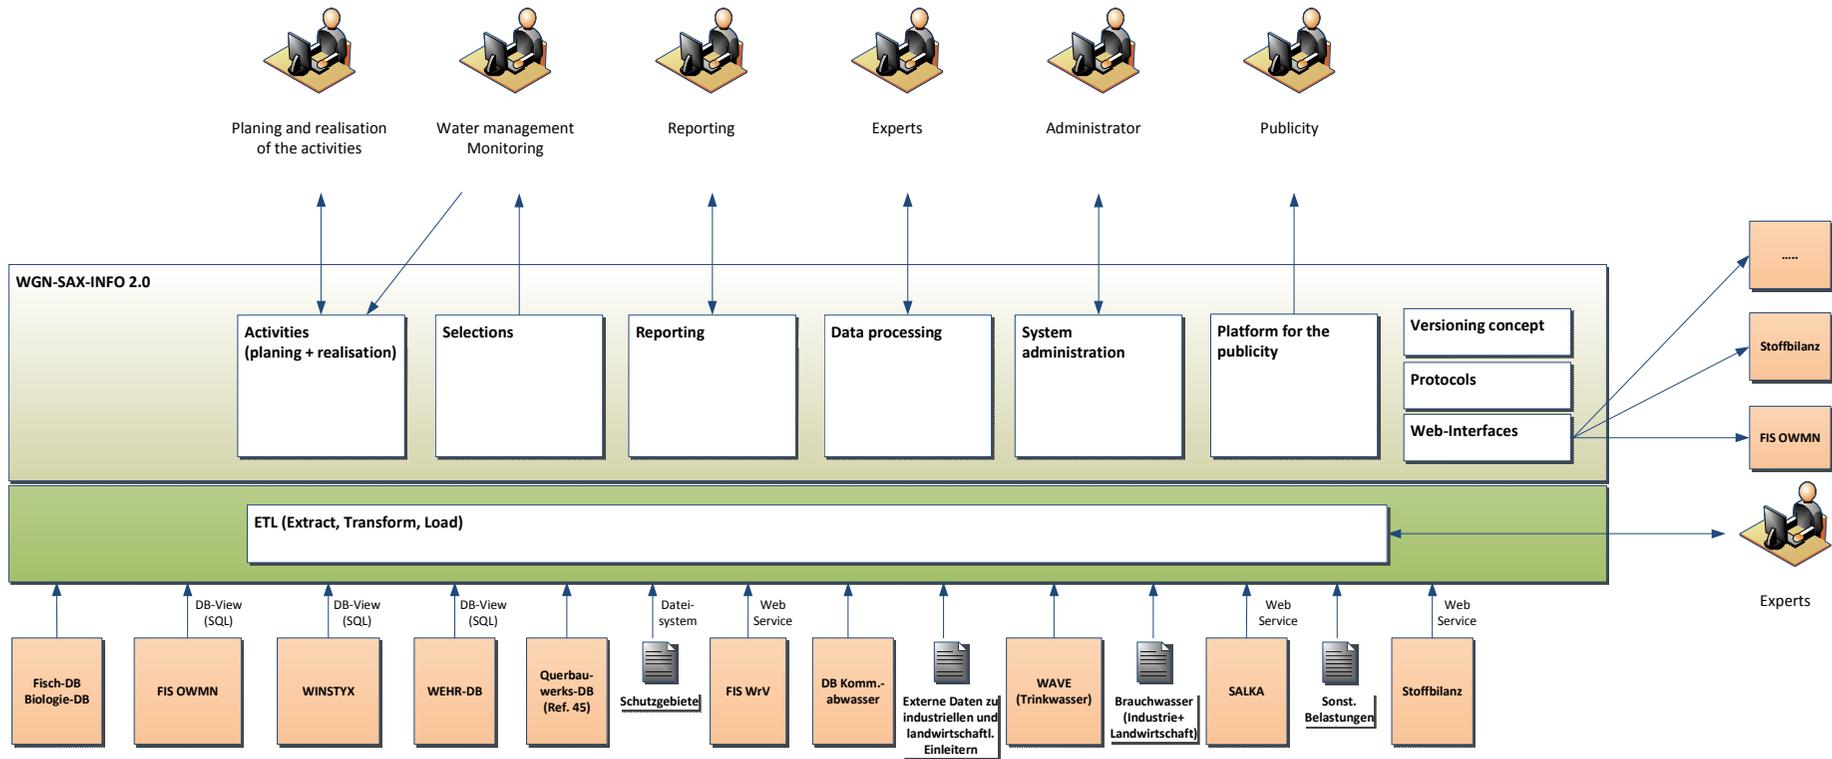 Planing and realisation
of the activities
Water management
Monitoring
Reporting
Experts
Administrator
Publicity
WGN-SAX-INFO 2.0
Activities
(planing + realisation)
Selections
Reporting
Data processing
System
administration
Platform for the
publicity
Versioning concept
Protocols
Web-Interfaces
.....
Stoffbilanz
FIS OWMN
ETL (Extract, Transform, Load)
Experts
DB-View
(SQL)
DB-View
(SQL)
DB-View
(SQL)
Datei-
system
Web
Service
Web
Service
Web
Service
Fisch-DB
Biologie-DB
FIS OWMN
WINSTYX
WEHR-DB
Querbau-
werks-DB
(Ref. 45)
Schutzgebiete
FIS WrV
DB Komm.-
abwasser
Externe Daten zu
industriellen und
landwirtschaftl.
Einleitern
WAVE
(Trinkwasser)
Brauchwasser
(Industrie+
Landwirtschaft)
SALKA
Sonst.
Belastungen
Stoffbilanz